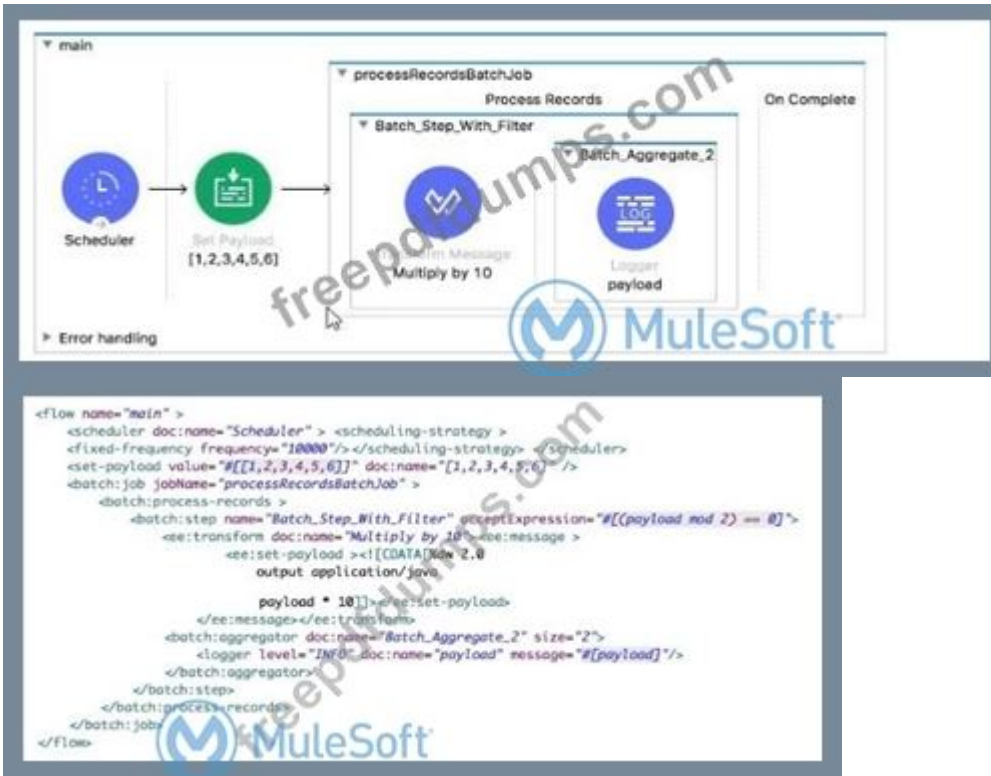 main
processRecordsBatchJob
Process Records
On Complete
Batch_Step_With_Filter
Batch_Aggregate_2
LOG
Scheduler
Set Payload
[1,2,3,4,5,6]
Message
Multiply by 10
Logger
payload
Error handling
freepdfdumps.com
MuleSoft
<flow name="main" >
<scheduler doc:name="Scheduler" > <scheduling-strategy >
<fixed-frequency frequency="10000"/></scheduling-strategy> </scheduler>
<set-payload value="#[[1,2,3,4,5,6]]" doc:name="[1,2,3,4,5,6]" />
<batch:job jobName="processRecordsBatchJob" >
<batch:process-records >
<batch:step name="Batch_Step_With_Filter" acceptExpression="#[(payload mod 2) == 0]">
<ee:transform doc:name="Multiply by 10"> <ee:message >
<ee:set-payload ><![CDATA[%dw 2.0
output application/java
payload * 10]]></ee:set-payload>
</ee:message></ee:transform>
<batch:aggregator doc:name="Batch_Aggregate_2" size="2">
<logger level="INFO" doc:name="payload" message="#[payload]"/>
</batch:aggregator>
</batch:step>
</batch:process-records>
</batch:job>
</flow>
freepdfdumps.com
MuleSoft